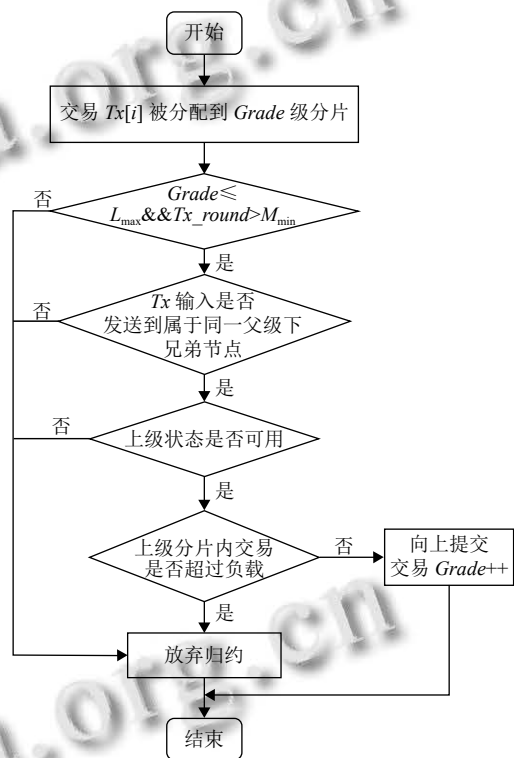 开始
交易 Tx[i] 被分配到 Grade 级分片
Grade≤
L_max&&Tx_round>M_min
否
是
Tx 输入是否
发送到属于同一父级下
兄弟节点
否
是
上级状态是否可用
否
是
上级分片内交易
是否超过负载
否
向上提交
交易 Grade++
是
放弃归约
结束
.org.cn